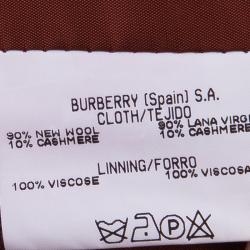 BURBERRY (Spain) S.A.
CLOTH/TEJIDO
90% NEW WOOL 90% LANA VIRGE
10% CASHMERE 10% CASHMERE
LINNING/FORRO
100% VISCOSE 100% VISCOSA
P